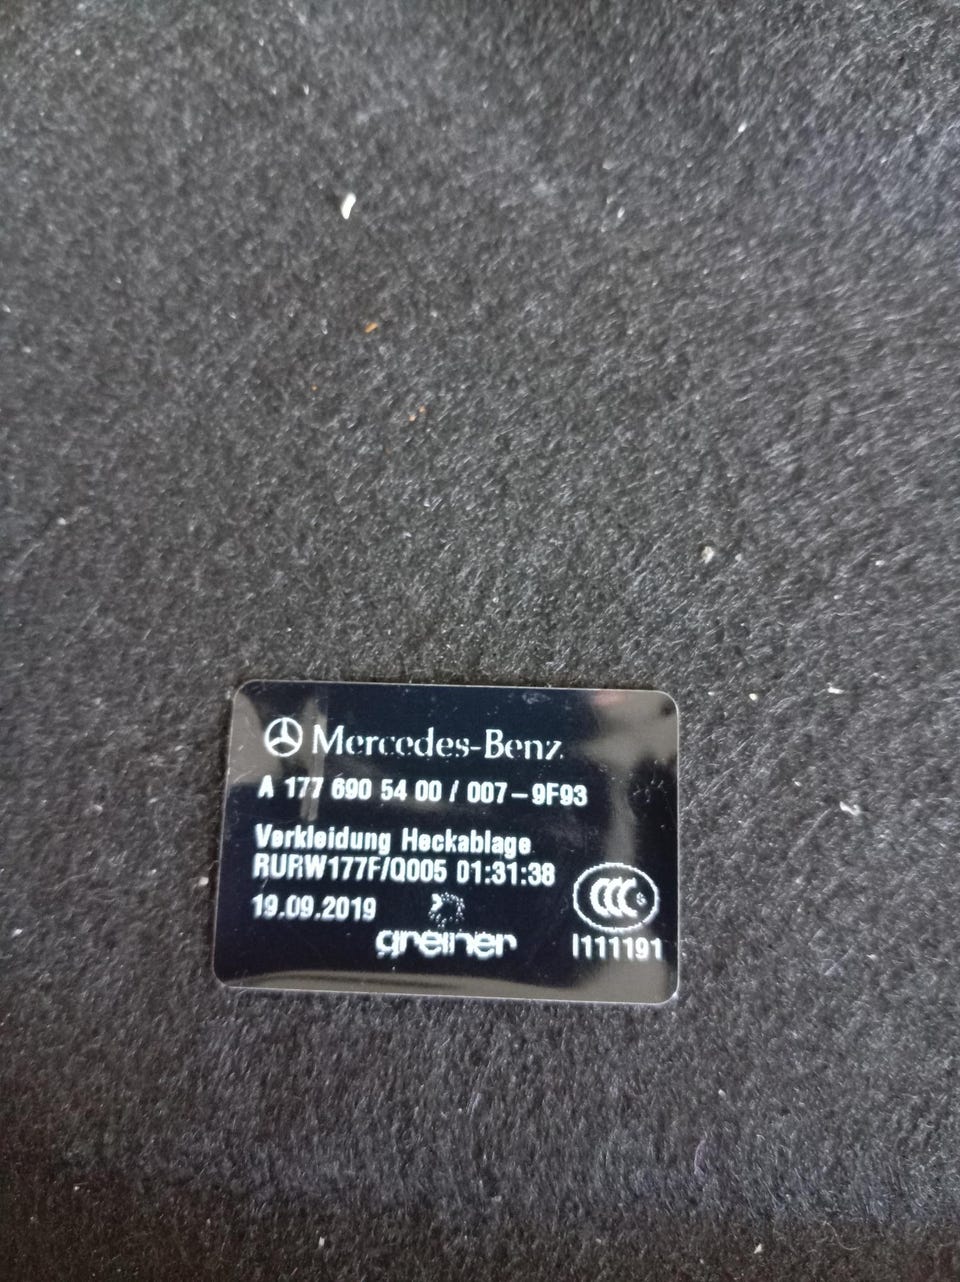 Mercedes-Benz
A 177 690 54 00 / 007-9F93
Verkleidung Heckablage
RURW177F/Q005 01:31:38
19.09.2019
greiner
CCC S
I111191